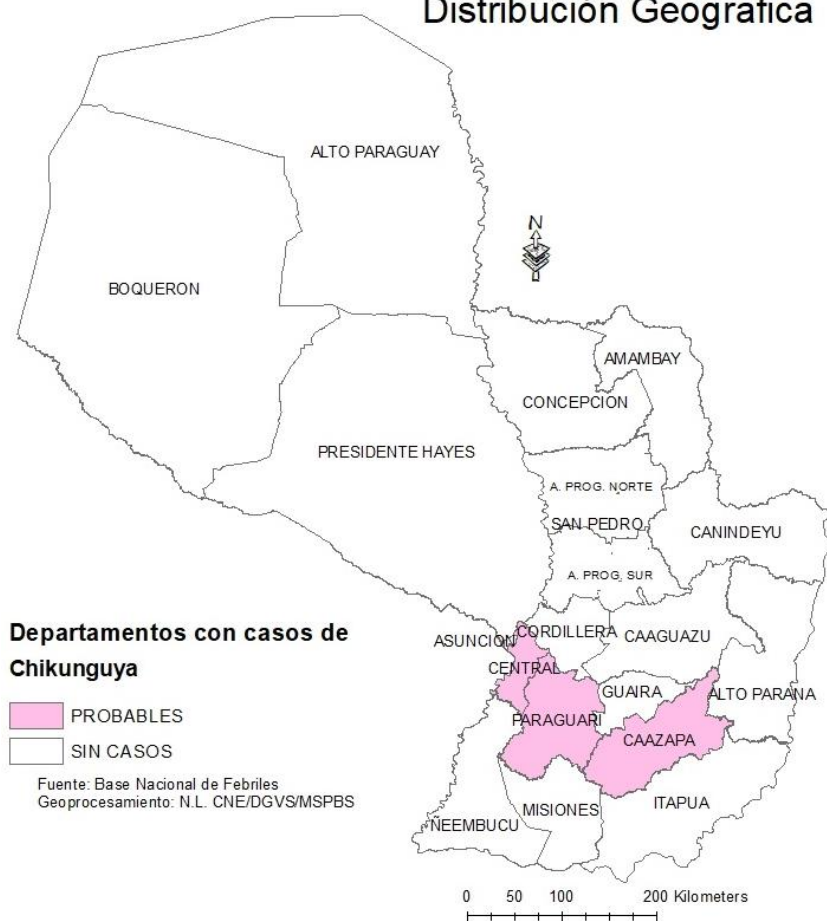 Distribución Geográfica
ALTO PARAGUAY
N
BOQUERON
AMAMBAY
CONCEPCION
PRESIDENTE HAYES
A. PROG. NORTE
SAN PEDRO
CANINDEYU
A. PROG. SUR
Departamentos con casos de
Chikunguya
PROBABLES
SIN CASOS
Fuente: Base Nacional de Febriles
Geoprocesamiento: N.L. CNE/DGVS/MSPBS
ASUNCION
CORDILLERA
CAAGUAZU
CENTRAL
GUAIRA
ALTO PARANA
PARAGUARI
CAAZAPA
MISIONES
ITAPUA
ÑEEMBUCU
0 50 100 200 Kilometers